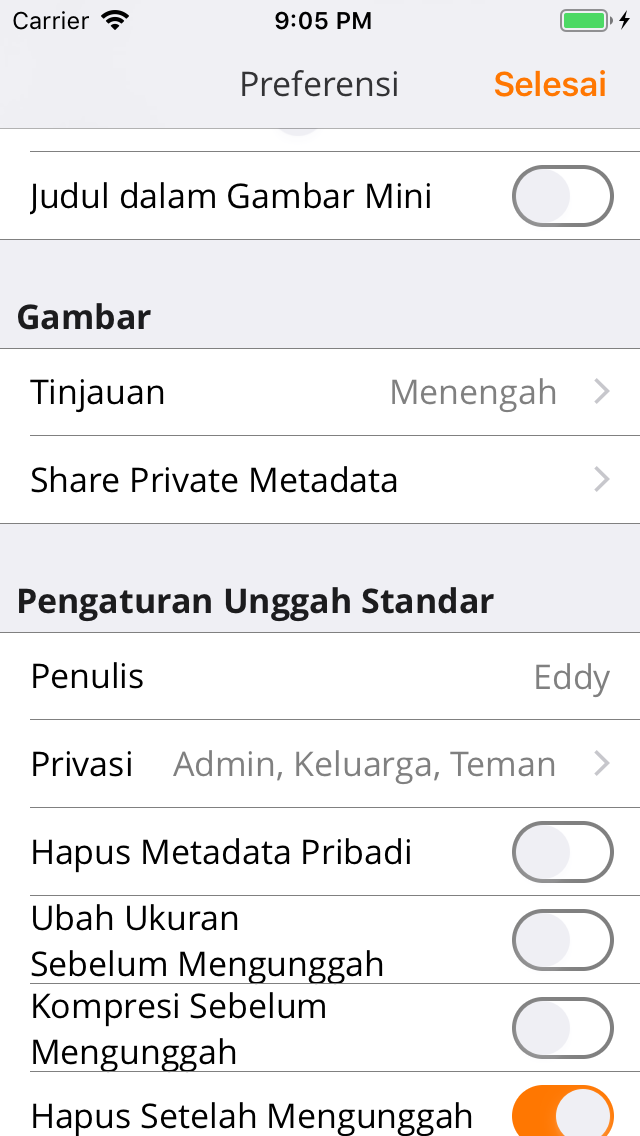 Carrier 9:05 PM
Preferensi Selesai
Judul dalam Gambar Mini
Gambar
Tinjauan Menengah
Share Private Metadata
Pengaturan Unggah Standar
Penulis Eddy
Privasi Admin, Keluarga, Teman
Hapus Metadata Pribadi
Ubah Ukuran
Sebelum Mengunggah
Kompresi Sebelum
Mengunggah
Hapus Setelah Mengunggah